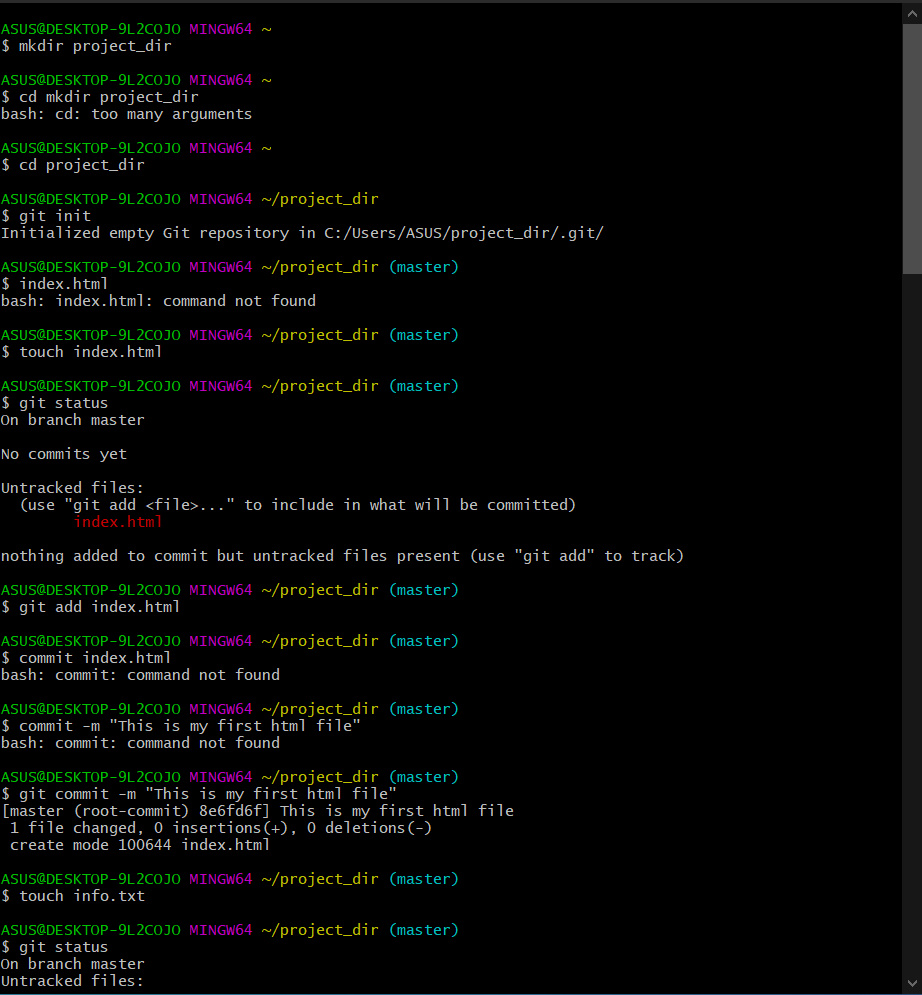 ASUS@DESKTOP-9L2COJO MINGW64 ~
$ mkdir project_dir
ASUS@DESKTOP-9L2COJO MINGW64 ~
$ cd mkdir project_dir
bash: cd: too many arguments
ASUS@DESKTOP-9L2COJO MINGW64 ~
$ cd project_dir
ASUS@DESKTOP-9L2COJO MINGW64 ~/project_dir
$ git init
Initialized empty Git repository in C:/Users/ASUS/project_dir/.git/
ASUS@DESKTOP-9L2COJO MINGW64 ~/project_dir (master)
$ index.html
bash: index.html: command not found
ASUS@DESKTOP-9L2COJO MINGW64 ~/project_dir (master)
$ touch index.html
ASUS@DESKTOP-9L2COJO MINGW64 ~/project_dir (master)
$ git status
On branch master
No commits yet
Untracked files:
  (use "git add <file>..." to include in what will be committed)
        index.html
nothing added to commit but untracked files present (use "git add" to track)
ASUS@DESKTOP-9L2COJO MINGW64 ~/project_dir (master)
$ git add index.html
ASUS@DESKTOP-9L2COJO MINGW64 ~/project_dir (master)
$ commit index.html
bash: commit: command not found
ASUS@DESKTOP-9L2COJO MINGW64 ~/project_dir (master)
$ commit -m "This is my first html file"
bash: commit: command not found
ASUS@DESKTOP-9L2COJO MINGW64 ~/project_dir (master)
$ git commit -m "This is my first html file"
[master (root-commit) 8e6fd6f] This is my first html file
 1 file changed, 0 insertions(+), 0 deletions(-)
 create mode 100644 index.html
ASUS@DESKTOP-9L2COJO MINGW64 ~/project_dir (master)
$ touch info.txt
ASUS@DESKTOP-9L2COJO MINGW64 ~/project_dir (master)
$ git status
On branch master
Untracked files: